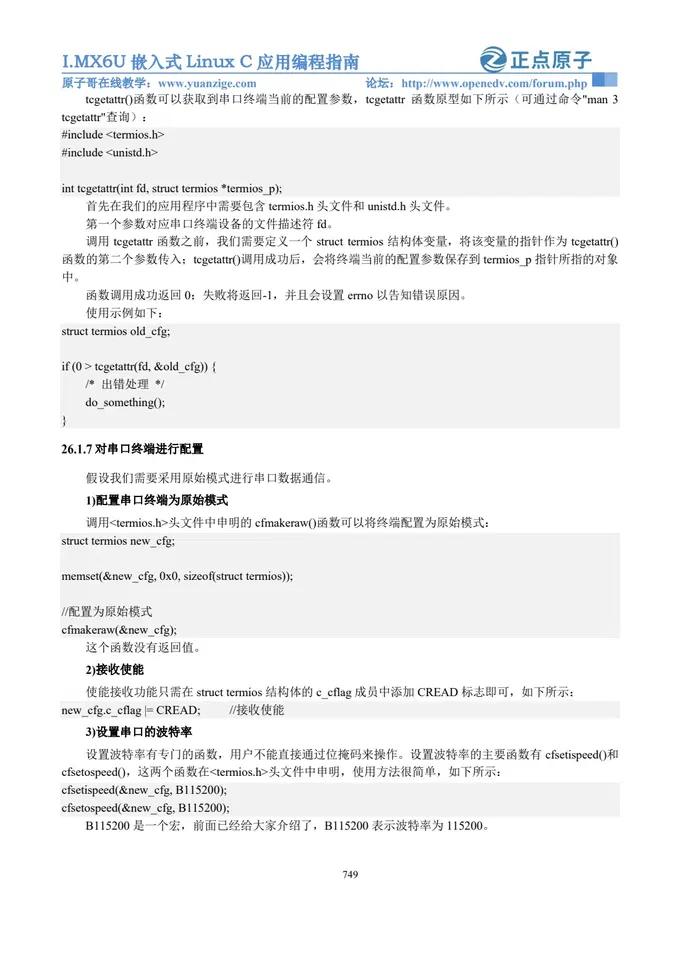 I.MX6U 嵌入式 Linux C 应用编程指南
正点原子
原子哥在线教学：www.yuanzige.com 论坛：http://www.openedv.com/forum.php
tcgetattr()函数可以获取到串口终端当前的配置参数，tcgetattr 函数原型如下所示（可通过命令"man 3
tcgetattr"查询）：
#include <termios.h>
#include <unistd.h>
int tcgetattr(int fd, struct termios *termios_p);
首先在我们的应用程序中需要包含 termios.h 头文件和 unistd.h 头文件。
第一个参数对应串口终端设备的文件描述符 fd。
调用 tcgetattr 函数之前，我们需要定义一个 struct termios 结构体变量，将该变量的指针作为 tcgetattr()
函数的第二个参数传入；tcgetattr()调用成功后，会将终端当前的配置参数保存到 termios_p 指针所指的对象
中。
函数调用成功返回 0；失败将返回-1，并且会设置 errno 以告知错误原因。
使用示例如下：
struct termios old_cfg;
if (0 > tcgetattr(fd, &old_cfg)) {
/* 出错处理 */
do_something();
}
26.1.7 对串口终端进行配置
假设我们需要采用原始模式进行串口数据通信。
1)配置串口终端为原始模式
调用<termios.h>头文件中申明的 cfmakeraw()函数可以将终端配置为原始模式：
struct termios new_cfg;
memset(&new_cfg, 0x0, sizeof(struct termios));
//配置为原始模式
cfmakeraw(&new_cfg);
这个函数没有返回值。
2)接收使能
使能接收功能只需在 struct termios 结构体的 c_cflag 成员中添加 CREAD 标志即可，如下所示：
new_cfg.c_cflag |= CREAD; //接收使能
3)设置串口的波特率
设置波特率有专门的函数，用户不能直接通过位掩码来操作。设置波特率的主要函数有 cfsetispeed()和
cfsetospeed()，这两个函数在<termios.h>头文件中申明，使用方法很简单，如下所示：
cfsetispeed(&new_cfg, B115200);
cfsetospeed(&new_cfg, B115200);
B115200 是一个宏，前面已经给大家介绍了，B115200 表示波特率为 115200。
749